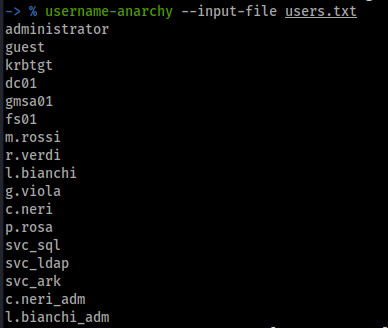 -> % username-anarchy --input-file users.txt
administrator
guest
krbtgt
dc01
gmsa01
fs01
m.rossi
r.verdi
l.bianchi
g.viola
c.neri
p.rosa
svc_sql
svc_ldap
svc_ark
c.neri_adm
l.bianchi_adm